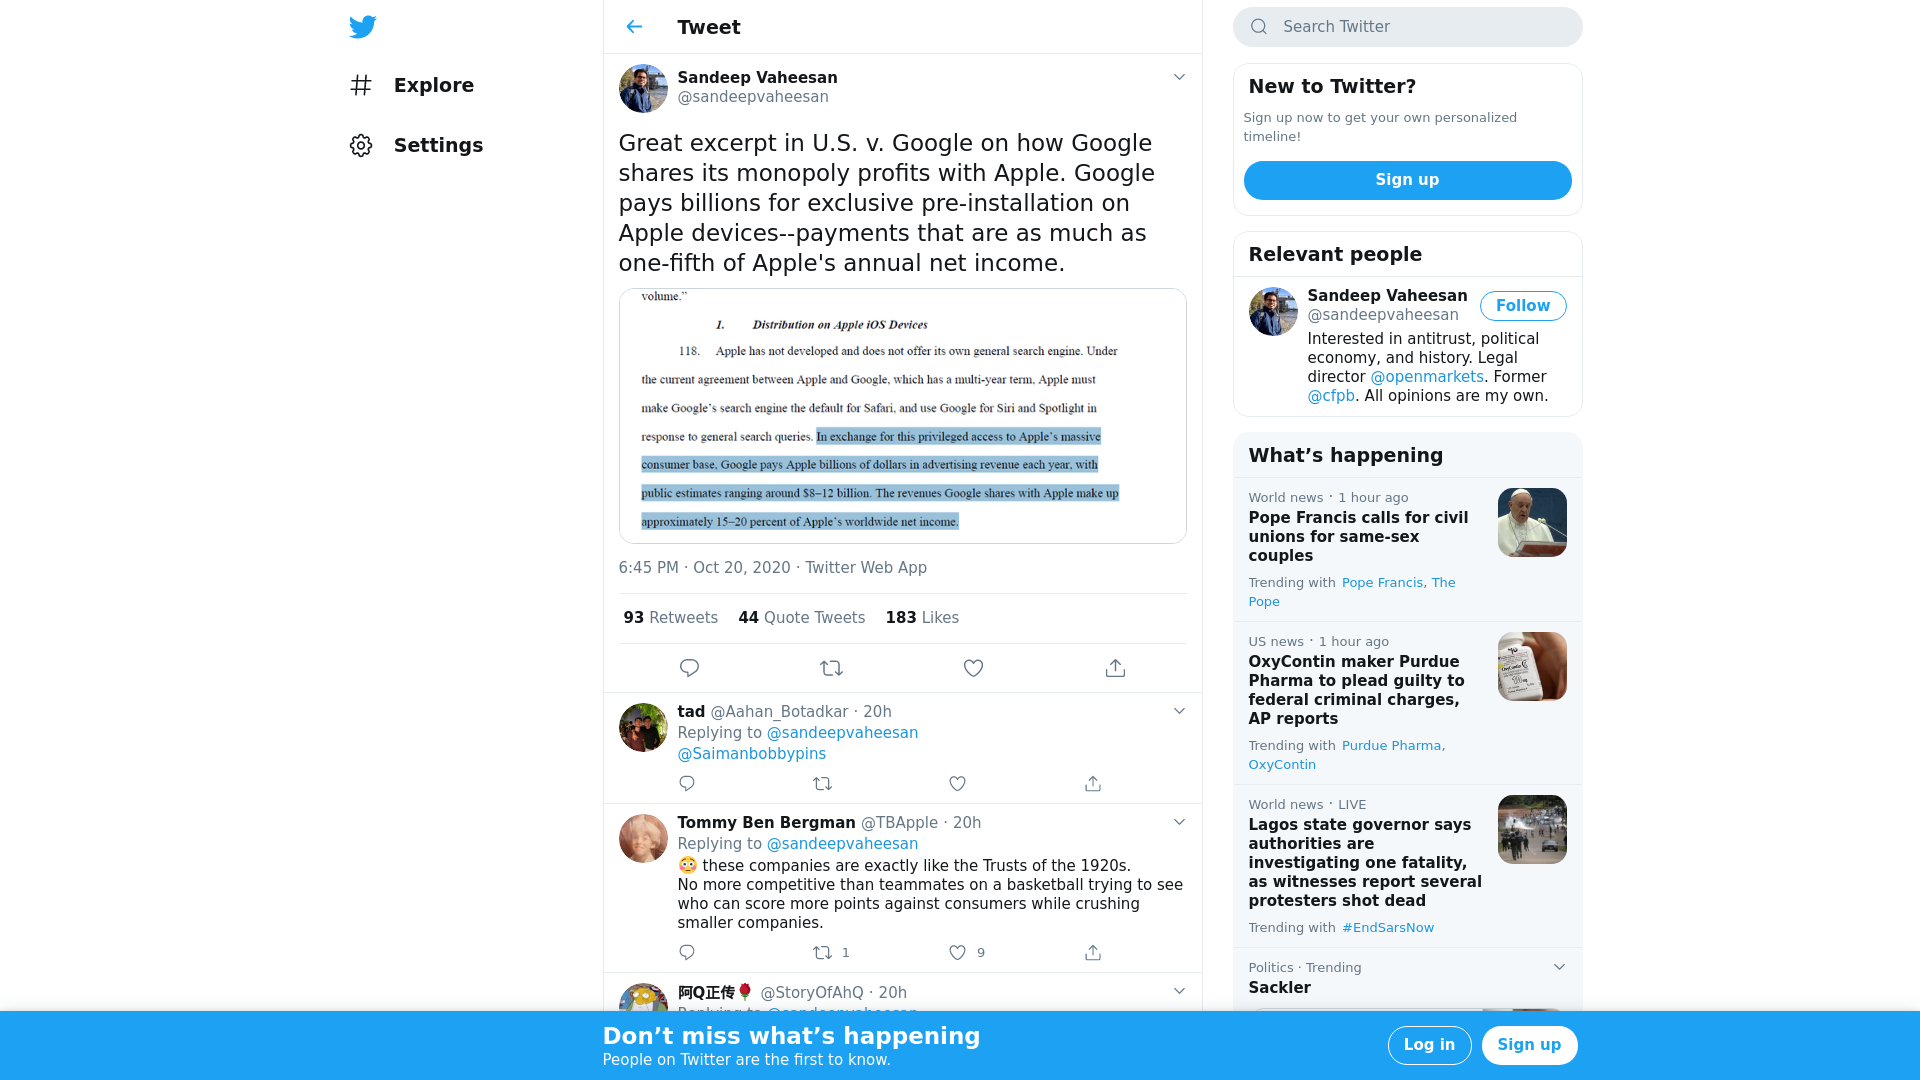 Explore
Settings
Tweet
Sandeep Vaheesan
@sandeepvaheesan
Great excerpt in U.S. v. Google on how Google
shares its monopoly profits with Apple. Google
pays billions for exclusive pre-installation on
Apple devices--payments that are as much as
one-fifth of Apple's annual net income.
volume.”
1. Distribution on Apple iOS Devices
118. Apple has not developed and does not offer its own general search engine. Under
the current agreement between Apple and Google, which has a multi-year term, Apple must
make Google’s search engine the default for Safari, and use Google for Siri and Spotlight in
response to general search queries. In exchange for this privileged access to Apple’s massive
consumer base, Google pays Apple billions of dollars in advertising revenue each year, with
public estimates ranging around $8–12 billion. The revenues Google shares with Apple make up
approximately 15–20 percent of Apple’s worldwide net income.
6:45 PM · Oct 20, 2020 · Twitter Web App
93 Retweets 44 Quote Tweets 183 Likes
tad @Aahan_Botadkar · 20h
Replying to @sandeepvaheesan
@Saimanbobbypins
Tommy Ben Bergman @TBApple · 20h
Replying to @sandeepvaheesan
😳 these companies are exactly like the Trusts of the 1920s.
No more competitive than teammates on a basketball trying to see
who can score more points against consumers while crushing
smaller companies.
1 9
阿Q正传🌹 @StoryOfAhQ · 20h
Search Twitter
New to Twitter?
Sign up now to get your own personalized
timeline!
Sign up
Relevant people
Sandeep Vaheesan
@sandeepvaheesan
Follow
Interested in antitrust, political
economy, and history. Legal
director @openmarkets. Former
@cfpb. All opinions are my own.
What’s happening
World news · 1 hour ago
Pope Francis calls for civil
unions for same-sex
couples
Trending with Pope Francis, The
Pope
US news · 1 hour ago
OxyContin maker Purdue
Pharma to plead guilty to
federal criminal charges,
AP reports
Trending with Purdue Pharma,
OxyContin
World news · LIVE
Lagos state governor says
authorities are
investigating one fatality,
as witnesses report several
protesters shot dead
Trending with #EndSarsNow
Politics · Trending
Sackler
Don’t miss what’s happening
People on Twitter are the first to know.
Log in
Sign up